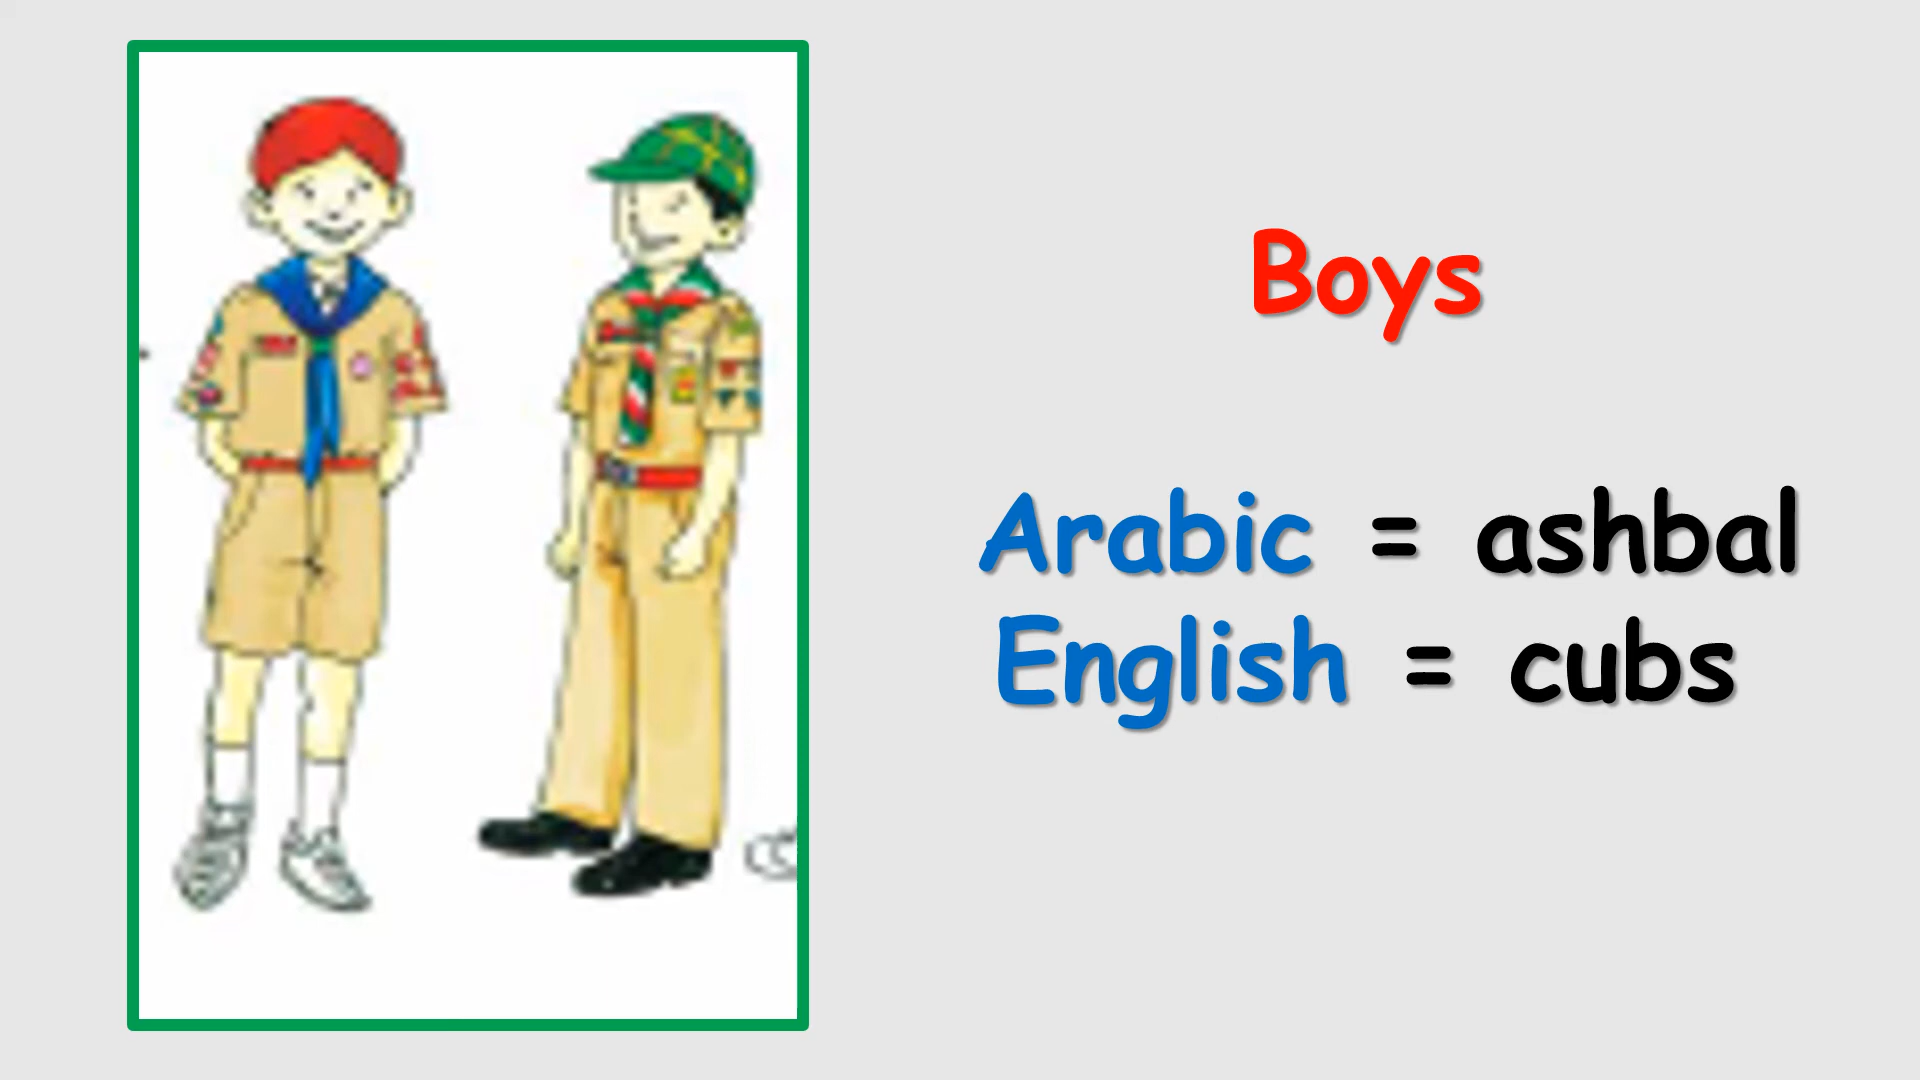 Boys
Arabic = ashbal
English = cubs